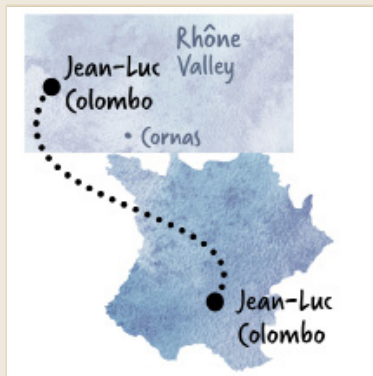 Rhône
Valley
Jean-Luc
Colombo
Cornas
Jean-Luc
Colombo